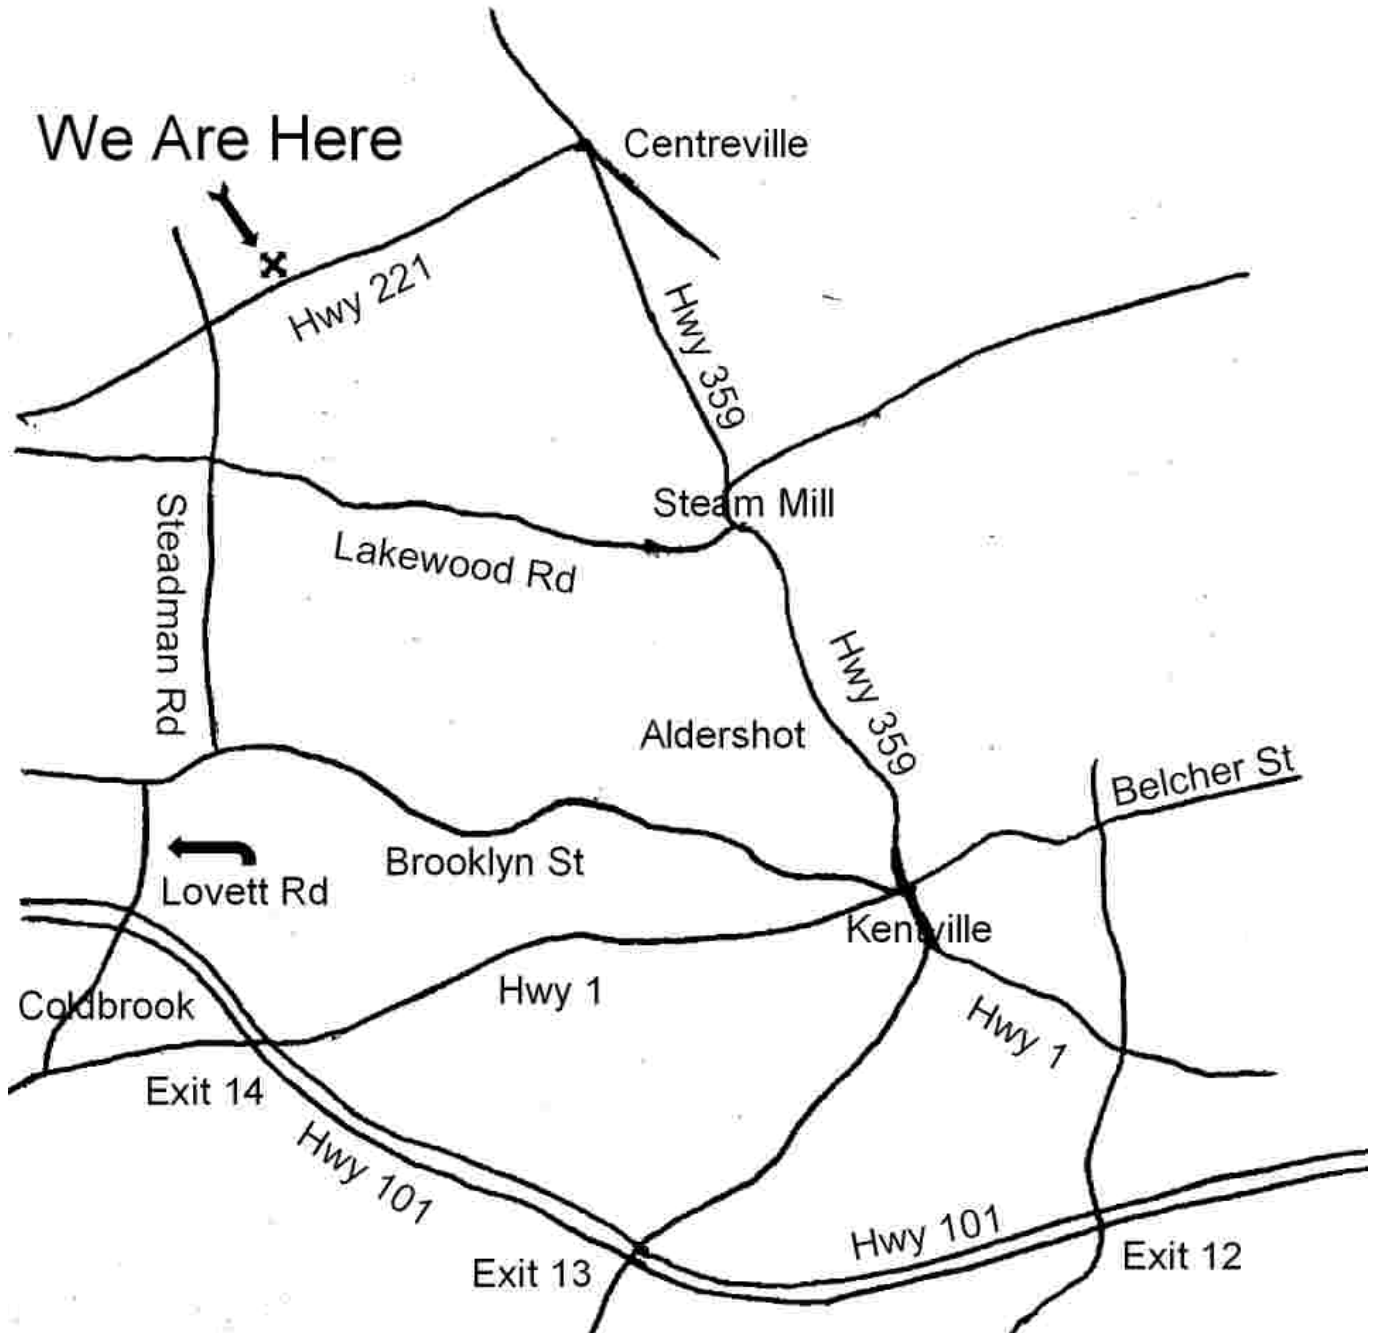 We Are Here
Centreville
Hwy 221
Hwy 359
Steam Mill
Lakewood Rd
Steadman Rd
Hwy 359
Aldershot
Belcher St
Brooklyn St
Lovett Rd
Kentville
Hwy 1
Coldbrook
Hwy 1
Exit 14
Hwy 101
Hwy 101
Exit 13
Exit 12